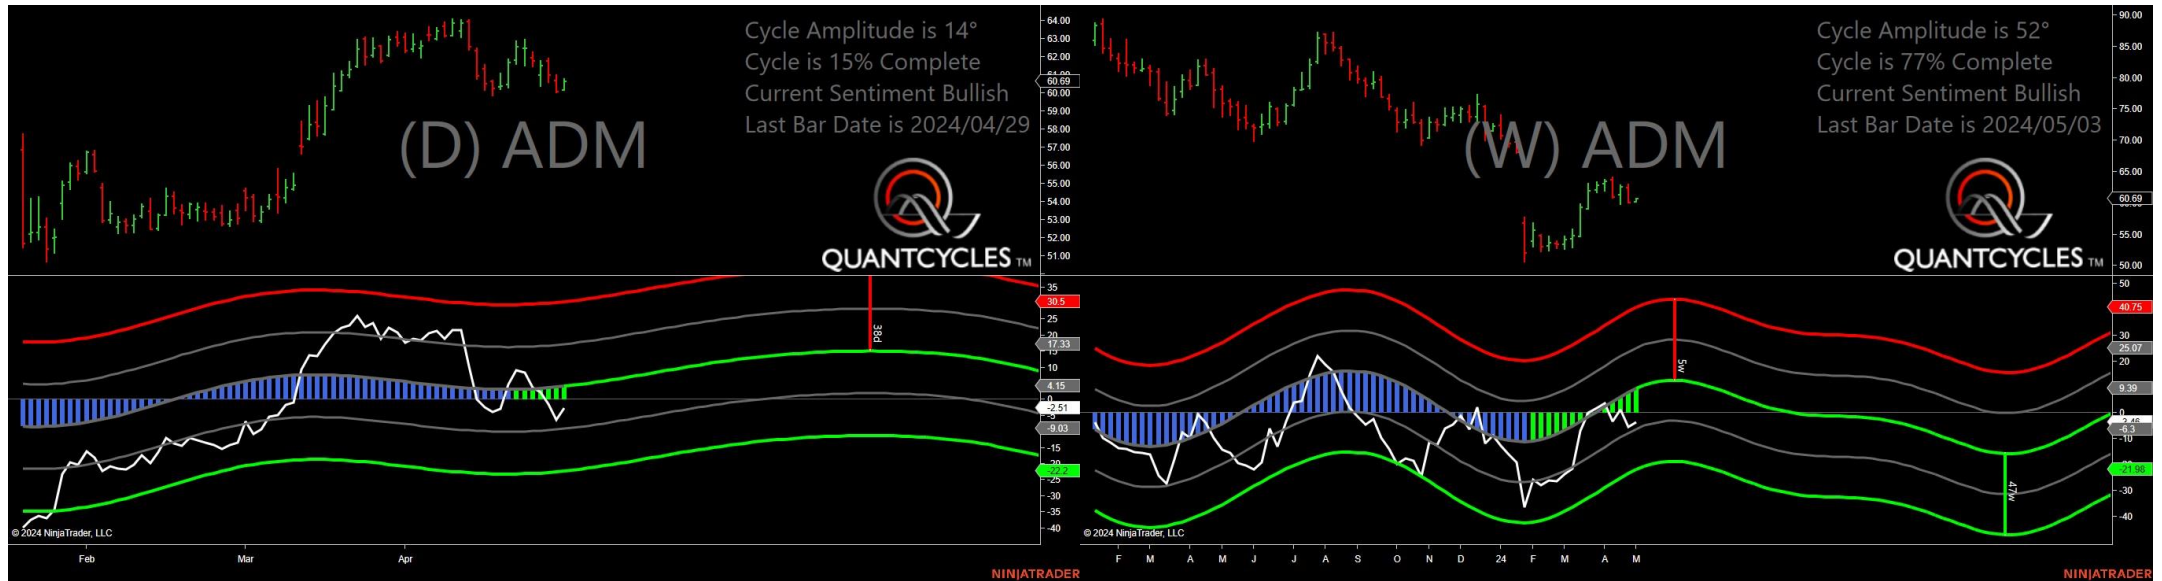 Cycle Amplitude is 14°
Cycle is 15% Complete
Current Sentiment Bullish
Last Bar Date is 2024/04/29
(D) ADM
QUANTCYCLES TM
64.00
63.00
62.00
61.00
60.69
60.00
59.00
58.00
57.00
56.00
55.00
54.00
53.00
52.00
51.00
35
30.5
25
20
17.33
15
10
4.15
0
-2.51
-5
-9.03
-15
-20
-22.2
-25
-30
-35
-40
38d
© 2024 NinjaTrader, LLC
Feb Mar Apr
NINJATRADER
Cycle Amplitude is 52°
Cycle is 77% Complete
Current Sentiment Bullish
Last Bar Date is 2024/05/03
(W) ADM
QUANTCYCLES TM
90.00
85.00
80.00
75.00
70.00
65.00
60.69
55.00
50.00
50
40.75
30
25.07
20
9.39
0
-6.3
-10
-21.98
-30
-40
5w
47w
© 2024 NinjaTrader, LLC
F M A M J J A S O N D 24 F M A M
NINJATRADER